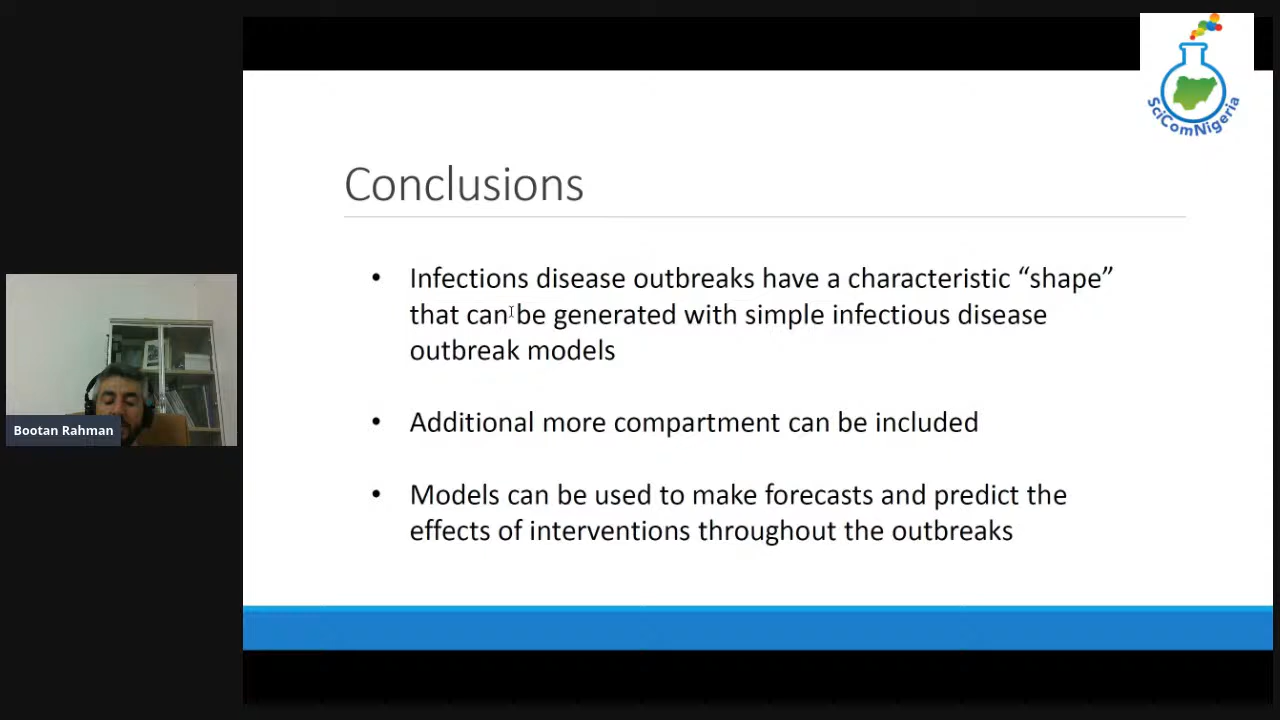 SciComNigeria
Conclusions
• Infections disease outbreaks have a characteristic “shape”
that can be generated with simple infectious disease
outbreak models
• Additional more compartment can be included
• Models can be used to make forecasts and predict the
effects of interventions throughout the outbreaks
Bootan Rahman